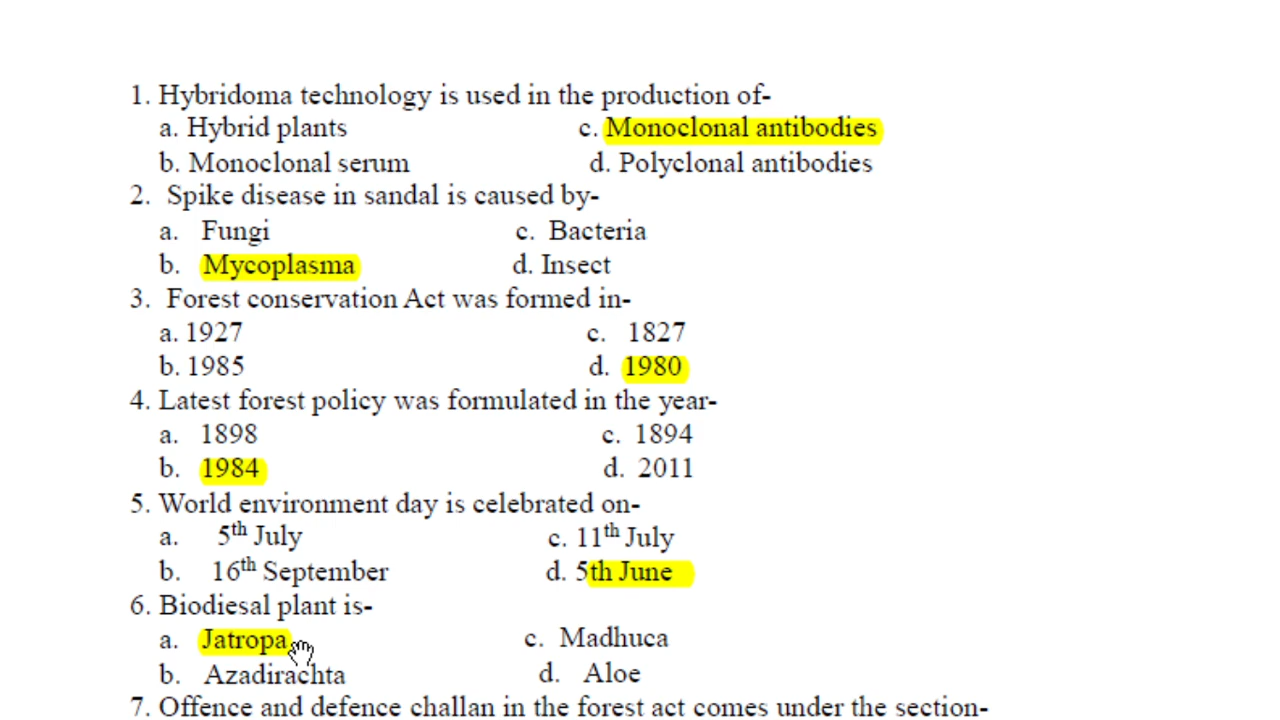 1. Hybridoma technology is used in the production of-
a. Hybrid plants c. Monoclonal antibodies
b. Monoclonal serum d. Polyclonal antibodies
2. Spike disease in sandal is caused by-
a. Fungi c. Bacteria
b. Mycoplasma d. Insect
3. Forest conservation Act was formed in-
a. 1927 c. 1827
b. 1985 d. 1980
4. Latest forest policy was formulated in the year-
a. 1898 c. 1894
b. 1984 d. 2011
5. World environment day is celebrated on-
a. 5th July c. 11th July
b. 16th September d. 5th June
6. Biodiesal plant is-
a. Jatropa c. Madhuca
b. Azadirachta d. Aloe
7. Offence and defence challan in the forest act comes under the section-